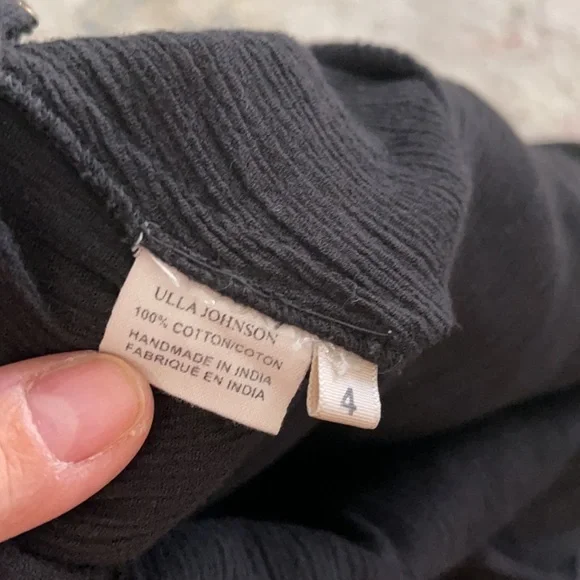 ULLA JOHNSON
100% COTTON/COTON
HANDMADE IN INDIA
FABRIQUÉ EN INDIA
4